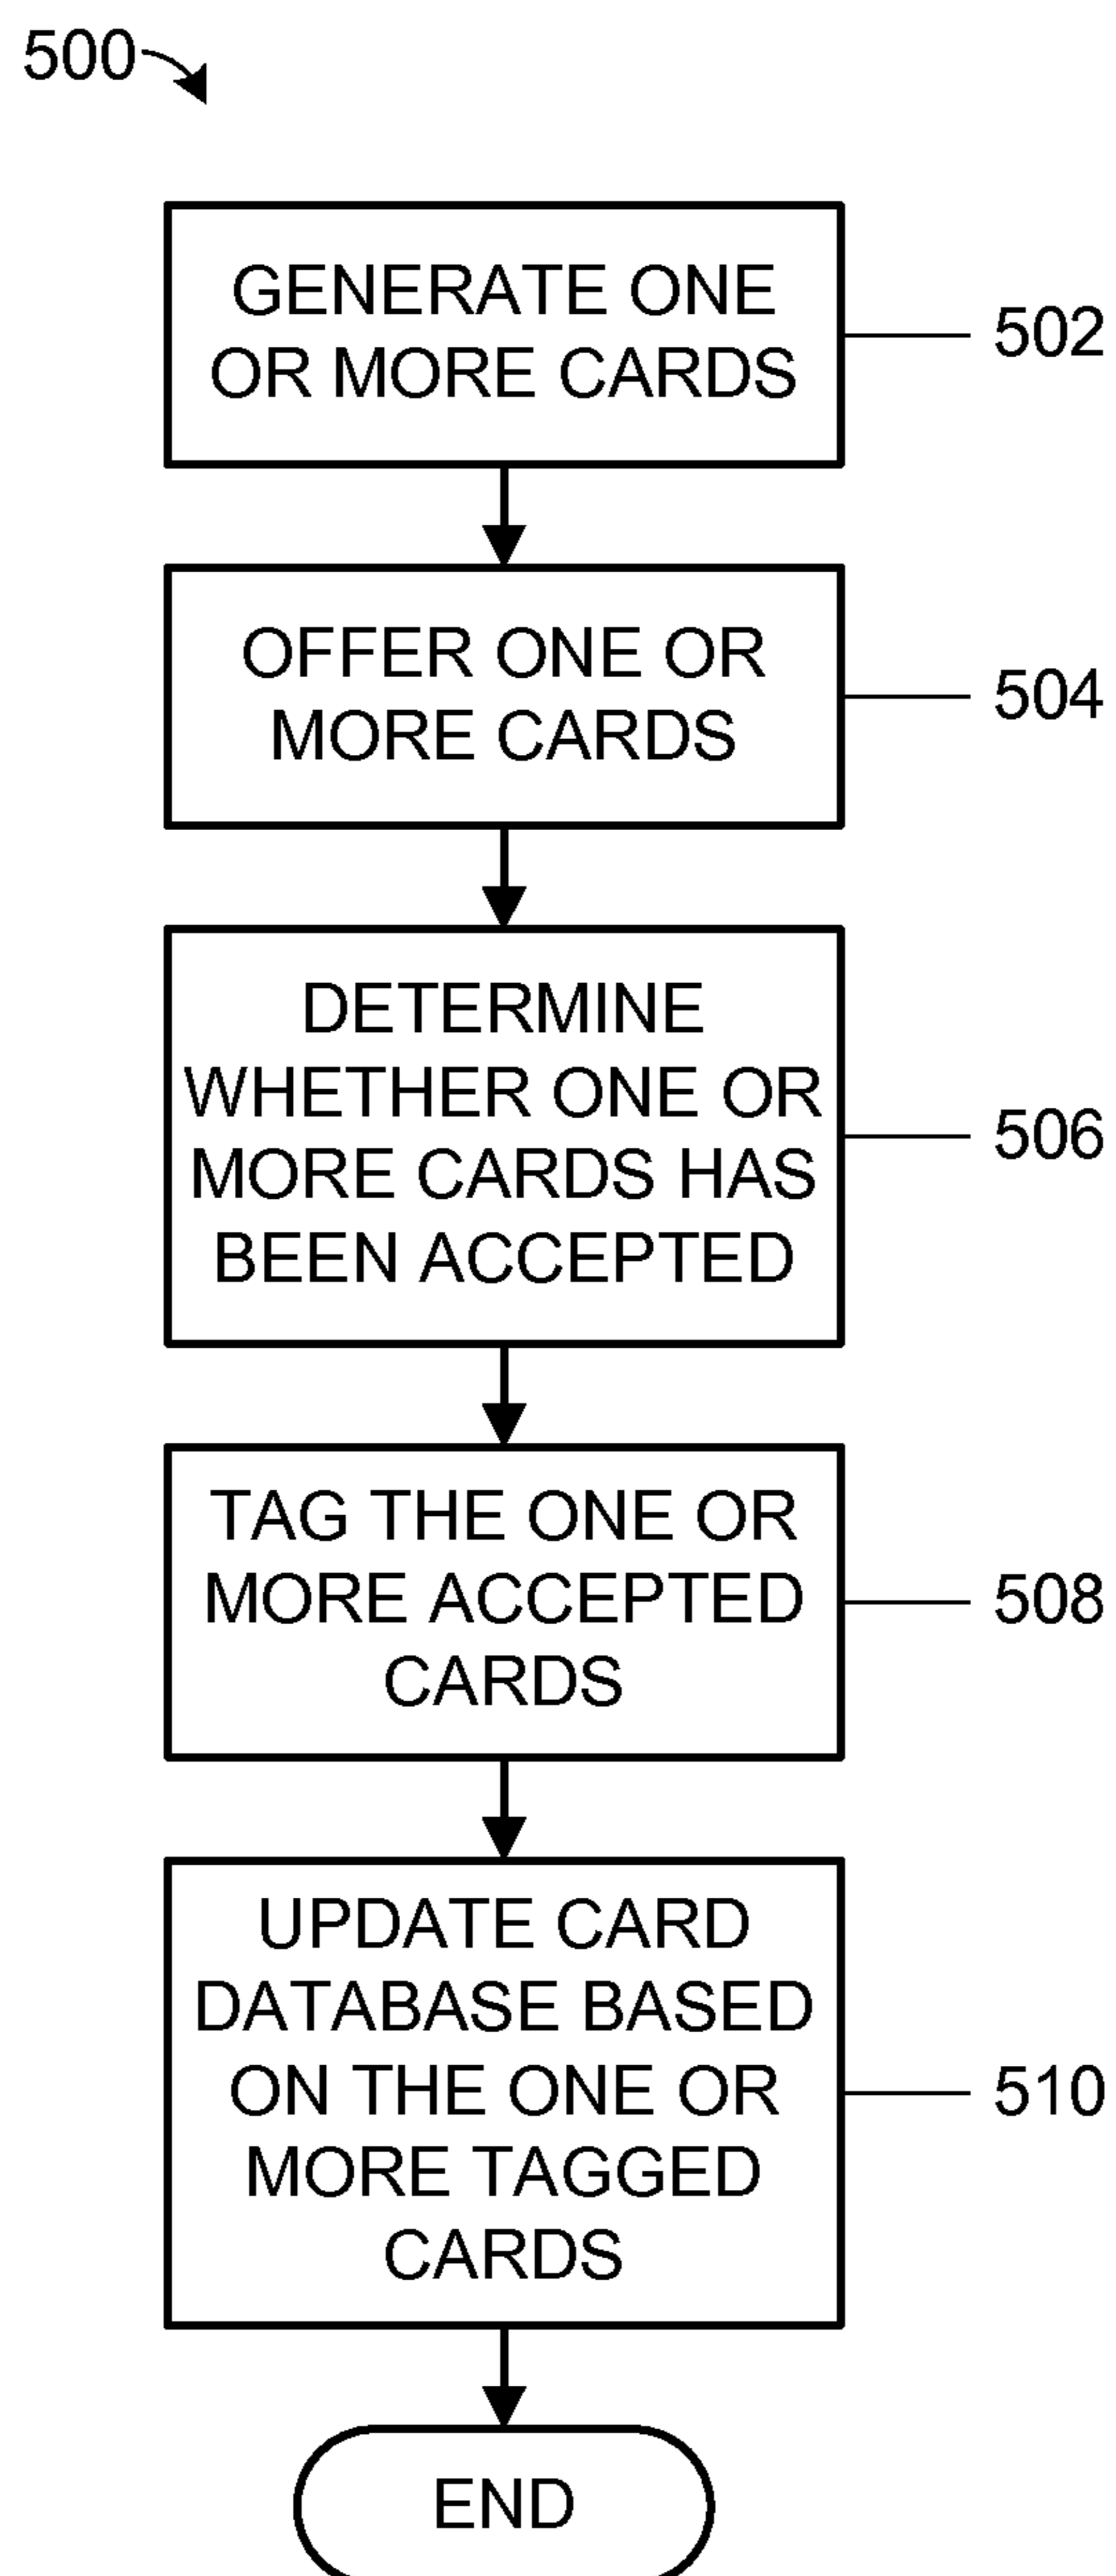 500
GENERATE ONE
OR MORE CARDS
502
OFFER ONE OR
MORE CARDS
504
DETERMINE
WHETHER ONE OR
MORE CARDS HAS
BEEN ACCEPTED
506
TAG THE ONE OR
MORE ACCEPTED
CARDS
508
UPDATE CARD
DATABASE BASED
ON THE ONE OR
MORE TAGGED
CARDS
510
END